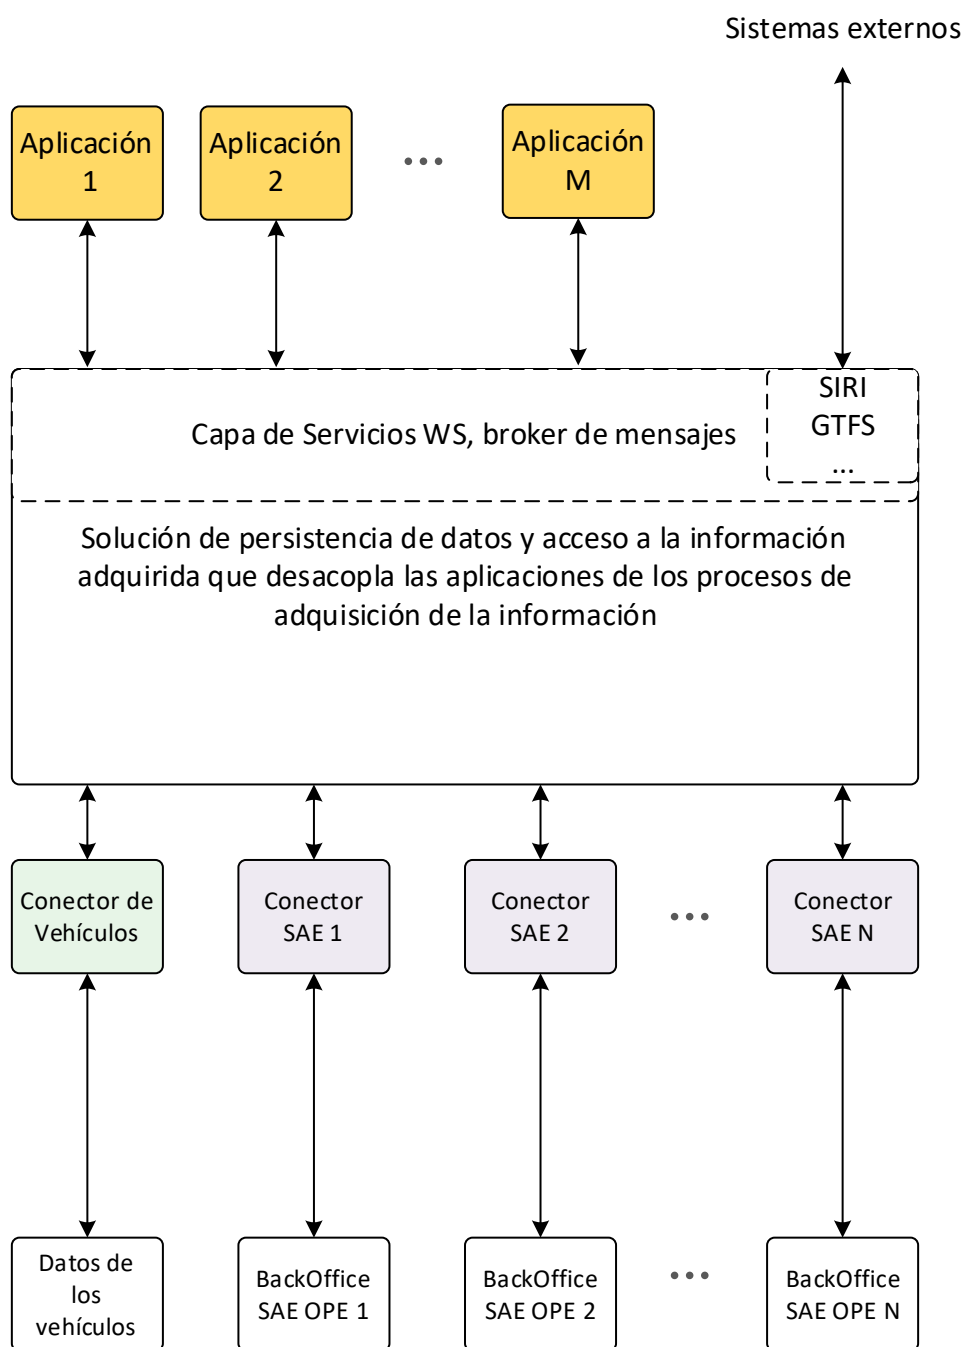 Sistemas externos
Aplicación
1
Aplicación
2
...
Aplicación
M
SIRI
GTFS
...
Capa de Servicios WS, broker de mensajes
Solución de persistencia de datos y acceso a la información
adquirida que desacopla las aplicaciones de los procesos de
adquisición de la información
Conector de
Vehículos
Conector
SAE 1
Conector
SAE 2
...
Conector
SAE N
Datos de
los
vehículos
BackOffice
SAE OPE 1
BackOffice
SAE OPE 2
...
BackOffice
SAE OPE N